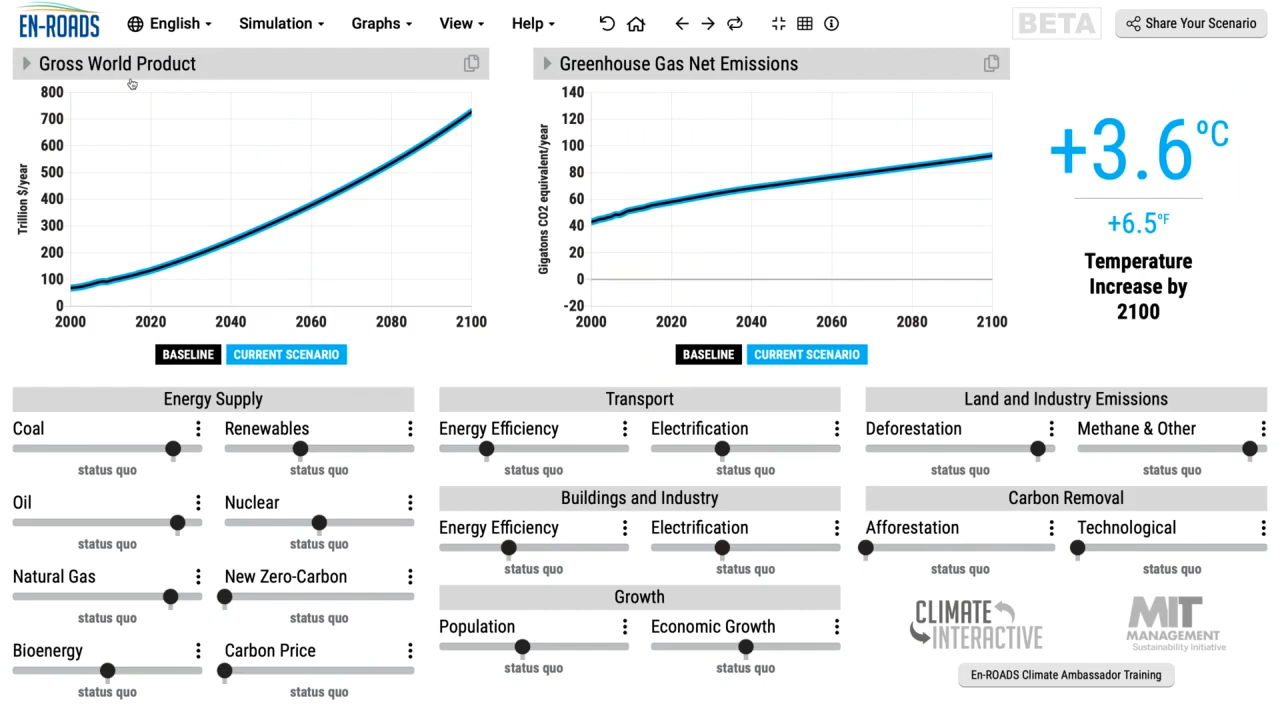 EN-ROADS
English
Simulation
Graphs
View
Help
BETA
Share Your Scenario
Gross World Product
Trillion $/year
800
700
600
500
400
300
200
100
0
2000 2020 2040 2060 2080 2100
BASELINE CURRENT SCENARIO
Greenhouse Gas Net Emissions
Gigatons CO2 equivalent/year
140
120
100
80
60
40
20
0
-20
2000 2020 2040 2060 2080 2100
BASELINE CURRENT SCENARIO
+3.6 ºC
+6.5ºF
Temperature
Increase by
2100
Energy Supply
Coal
status quo
Renewables
status quo
Oil
status quo
Nuclear
status quo
Natural Gas
status quo
New Zero-Carbon
status quo
Bioenergy
status quo
Carbon Price
status quo
Transport
Energy Efficiency
status quo
Electrification
status quo
Buildings and Industry
Energy Efficiency
status quo
Electrification
status quo
Growth
Population
status quo
Economic Growth
status quo
Land and Industry Emissions
Deforestation
status quo
Methane & Other
status quo
Carbon Removal
Afforestation
status quo
Technological
status quo
CLIMATE
INTERACTIVE
MIT
MANAGEMENT
Sustainability Initiative
En-ROADS Climate Ambassador Training